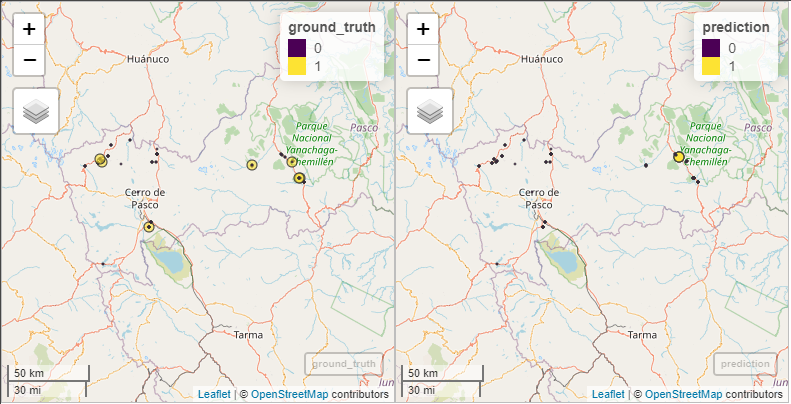 +
−
ground_truth
0
1
Huánuco
Parque
Nacional
Yanachaga-
Chemillén
Pasco
Cerro de
Pasco
Tarma
ground_truth
50 km
30 mi
Jun
Leaflet | © OpenStreetMap contributors
+
−
prediction
0
1
Huánuco
Parque
Nacional
Yanachaga-
Chemillén
Pasco
Cerro de
Pasco
Tarma
prediction
50 km
30 mi
Jun
Leaflet | © OpenStreetMap contributors